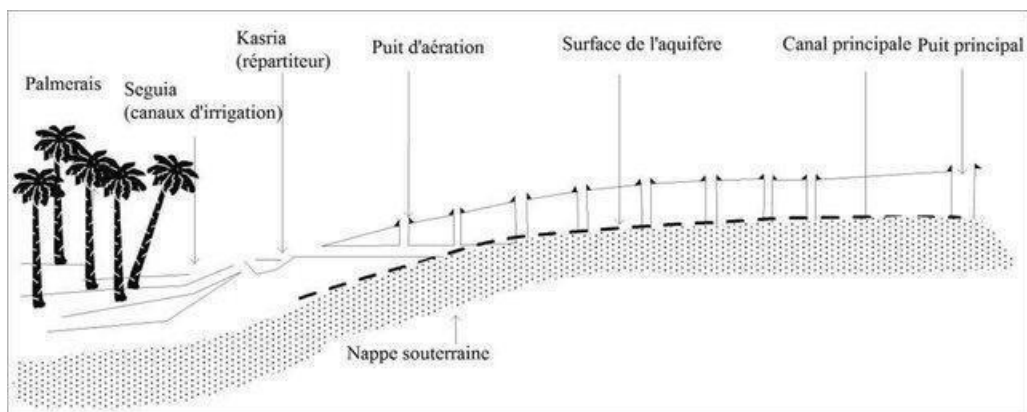 Kasria
(répartiteur)
Puit d'aération
Surface de l'aquifère
Canal principale
Puit principal
Palmerais
Seguia
(canaux d'irrigation)
Nappe souterraine